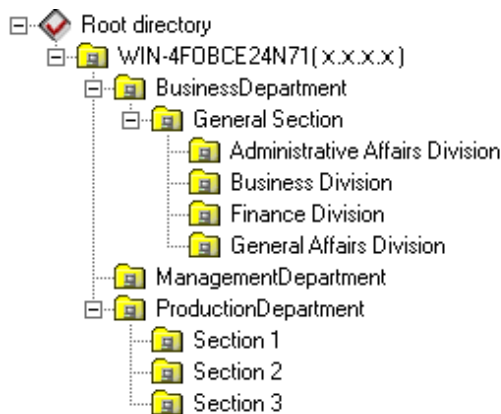 Root directory
WIN-4FOBCE24N71(x.x.x.x)
BusinessDepartment
General Section
Administrative Affairs Division
Business Division
Finance Division
General Affairs Division
ManagementDepartment
ProductionDepartment
Section 1
Section 2
Section 3